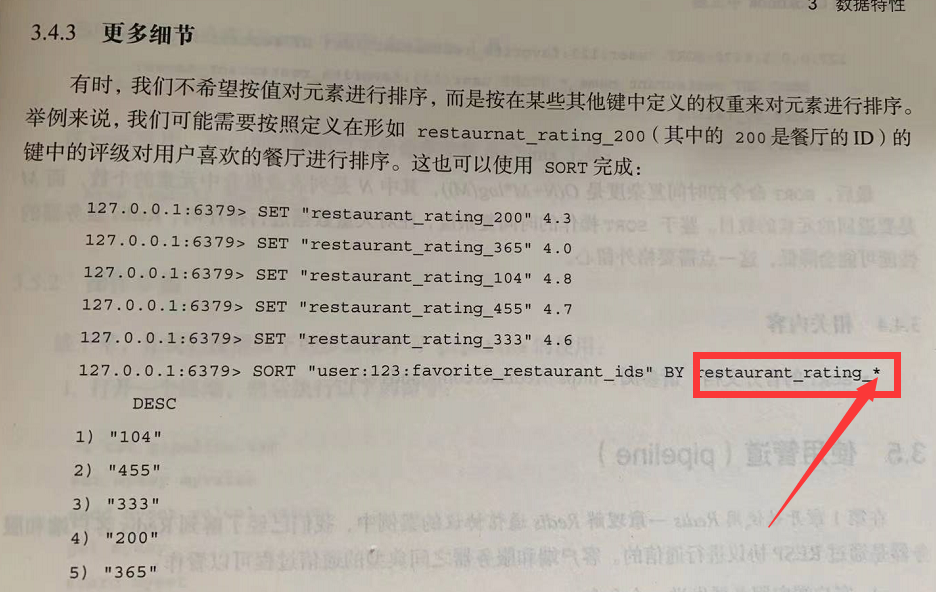 3 数据特性
3.4.3 更多细节
有时，我们不希望按值对元素进行排序，而是按在某些其他键中定义的权重来对元素进行排序。
举例来说，我们可能需要按照定义在形如 restaurnat_rating_200（其中的 200 是餐厅的 ID）的
键中的评级对用户喜欢的餐厅进行排序。这也可以使用 SORT 完成：
127.0.0.1:6379> SET "restaurant_rating_200" 4.3
127.0.0.1:6379> SET "restaurant_rating_365" 4.0
127.0.0.1:6379> SET "restaurant_rating_104" 4.8
127.0.0.1:6379> SET "restaurant_rating_455" 4.7
127.0.0.1:6379> SET "restaurant_rating_333" 4.6
127.0.0.1:6379> SORT "user:123:favorite_restaurant_ids" BY restaurant_rating_*
DESC
1) "104"
2) "455"
3) "333"
4) "200"
5) "365"